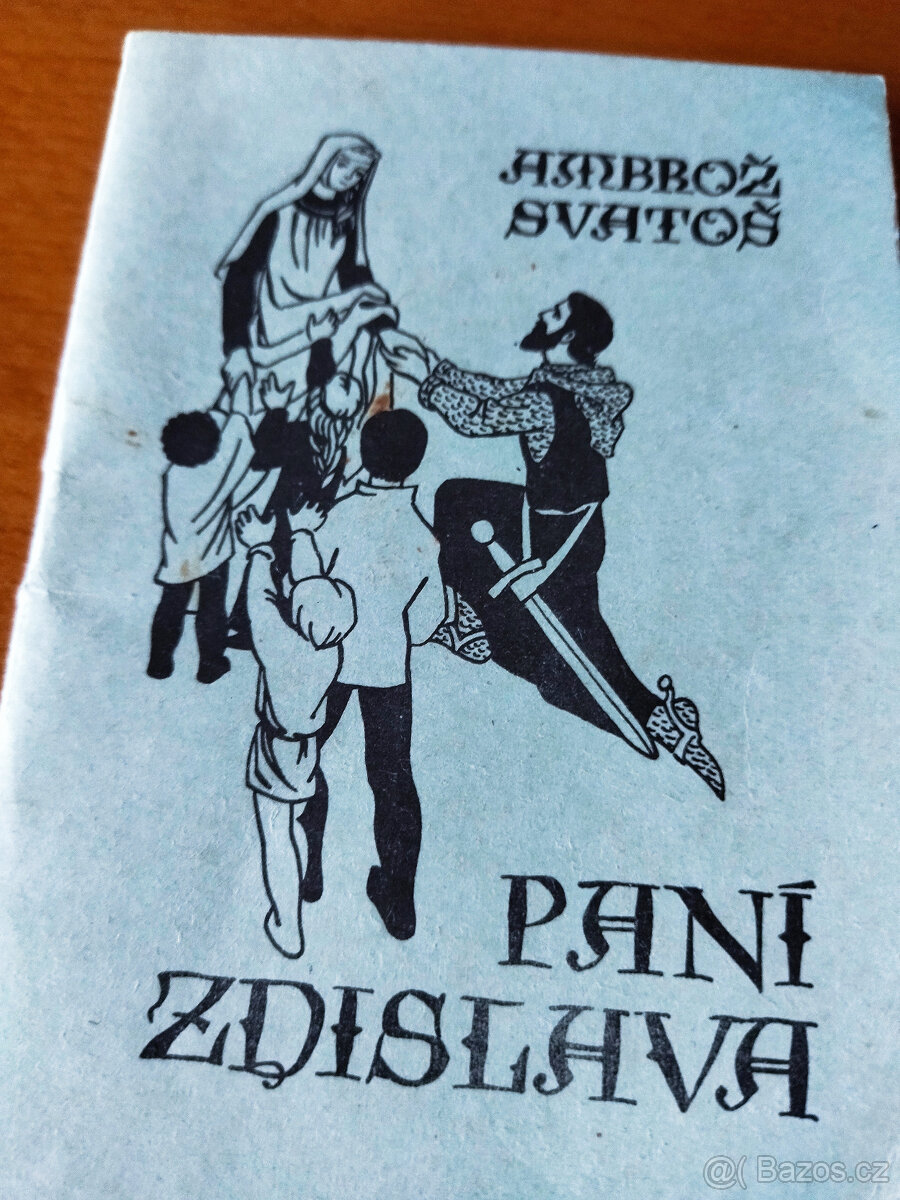 AMBROŽ
SVATOŠ
PANÍ
ZDISLAVA
@( Bazos.cz